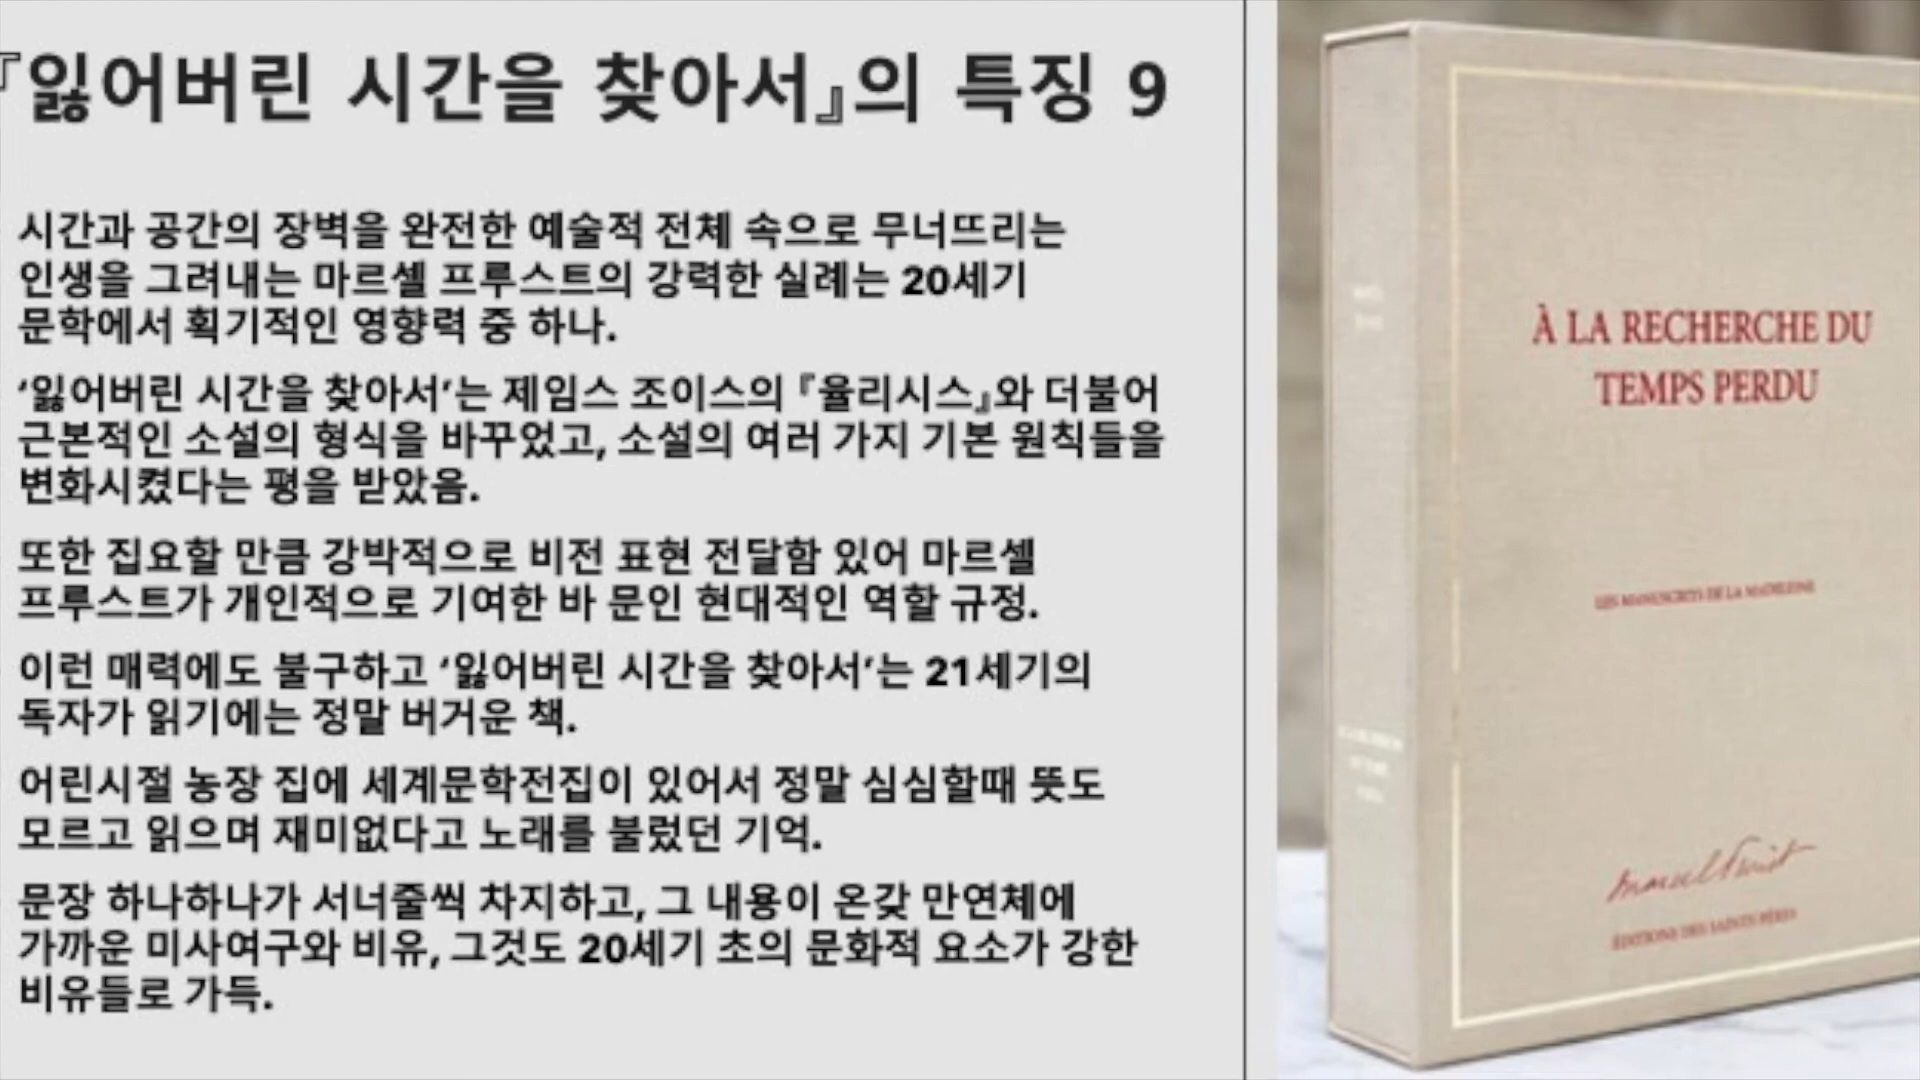 『잃어버린 시간을 찾아서』의 특징 9
시간과 공간의 장벽을 완전한 예술적 전체 속으로 무너뜨리는
인생을 그려내는 마르셀 프루스트의 강력한 실례는 20세기
문학에서 획기적인 영향력 중 하나.
‘잃어버린 시간을 찾아서’는 제임스 조이스의 『율리시스』와 더불어
근본적인 소설의 형식을 바꾸었고, 소설의 여러 가지 기본 원칙들을
변화시켰다는 평을 받았음.
또한 집요할 만큼 강박적으로 비전 표현 전달함 있어 마르셀
프루스트가 개인적으로 기여한 바 문인 현대적인 역할 규정.
이런 매력에도 불구하고 ‘잃어버린 시간을 찾아서’는 21세기의
독자가 읽기에는 정말 버거운 책.
어린시절 농장 집에 세계문학전집이 있어서 정말 심심할때 뜻도
모르고 읽으며 재미없다고 노래를 불렀던 기억.
문장 하나하나가 서너줄씩 차지하고, 그 내용이 온갖 만연체에
가까운 미사여구와 비유, 그것도 20세기 초의 문화적 요소가 강한
비유들로 가득.
À LA RECHERCHE DU
TEMPS PERDU
LES MANUSCRITS DE LA MADELEINE
Marcel Proust
ÉDITIONS DES SAINTS PÈRES